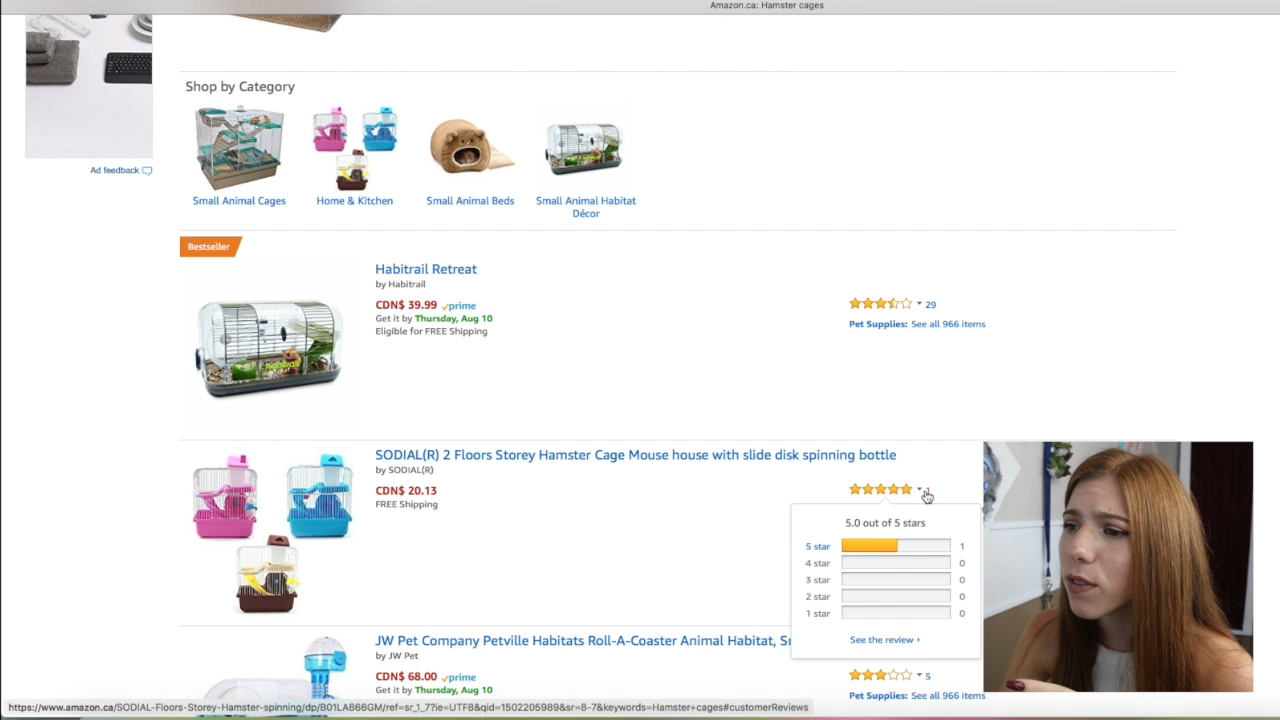 Amazon.ca: Hamster cages
Ad feedback
Shop by Category
Small Animal Cages
Home & Kitchen
Small Animal Beds
Small Animal Habitat
Décor
Bestseller
Habitrail Retreat
by Habitrail
CDN$ 39.99 prime
Get it by Thursday, Aug 10
Eligible for FREE Shipping
29
Pet Supplies: See all 966 items
SODIAL(R) 2 Floors Storey Hamster Cage Mouse house with slide disk spinning bottle
by SODIAL(R)
CDN$ 20.13
FREE Shipping
5.0 out of 5 stars
5 star 1
4 star 0
3 star 0
2 star 0
1 star 0
See the review
JW Pet Company Petville Habitats Roll-A-Coaster Animal Habitat,
by JW Pet
CDN$ 68.00 prime
Get it by Thursday, Aug 10
5
Pet Supplies: See all 966 items
https://www.amazon.ca/SODIAL-Floors-Storey-Hamster-spinning/dp/B01LA866GM/ref=sr_1_7?ie=UTF8&qid=1502205989&sr=8-7&keywords=Hamster+cages#customerReviews